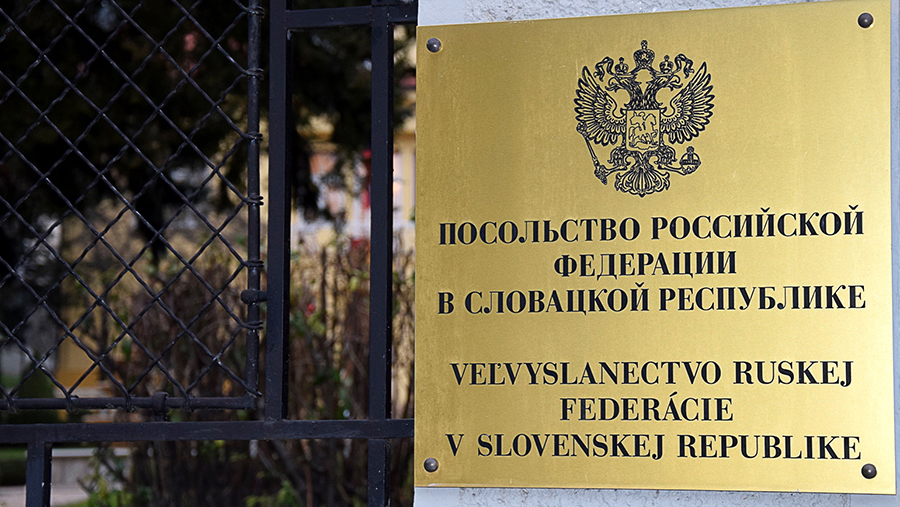 ПОСОЛЬСТВО РОССИЙСКОЙ
ФЕДЕРАЦИИ
В СЛОВАЦКОЙ РЕСПУБЛИКЕ
VEĽVYSLANECTVO RUSKEJ
FEDERÁCIE
V SLOVENSKEJ REPUBLIKE